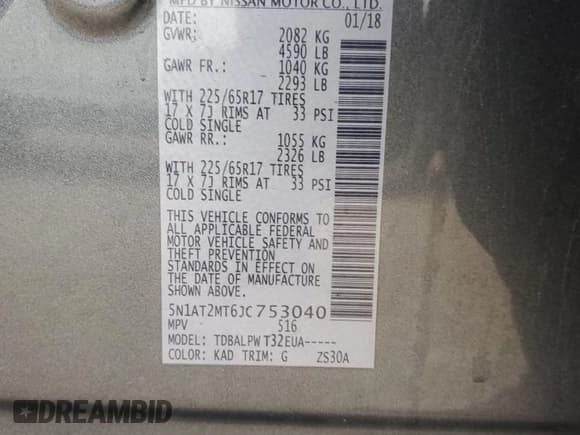 MFD BY NISSAN MOTOR CO., LTD.
DATE: 01/18
GVWR: 2082 KG
4590 LB
GAWR FR.: 1040 KG
2293 LB
WITH 225/65R17 TIRES
17 X 7J RIMS AT 33 PSI
COLD SINGLE
GAWR RR.: 1055 KG
2326 LB
WITH 225/65R17 TIRES
17 X 7J RIMS AT 33 PSI
COLD SINGLE
THIS VEHICLE CONFORMS TO
ALL APPLICABLE FEDERAL
MOTOR VEHICLE SAFETY AND
THEFT PREVENTION
STANDARDS IN EFFECT ON
THE DATE OF MANUFACTURE
SHOWN ABOVE.
5N1AT2MT6JC753040
MPV 516
MODEL: TDBALPW T32EUA-----
COLOR: KAD TRIM: G ZS30A
DREAMBID